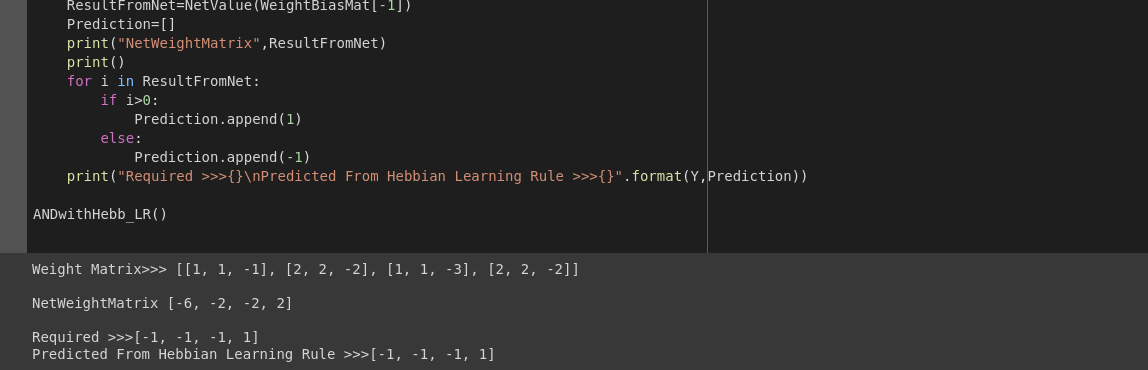 ResultFromNet=NetValue(WeightBiasMat[-1])
Prediction=[]
print("NetWeightMatrix",ResultFromNet)
print()
for i in ResultFromNet:
if i>0:
Prediction.append(1)
else:
Prediction.append(-1)
print("Required >>>{}\nPredicted From Hebbian Learning Rule >>>{}".format(Y,Prediction))
ANDwithHebb_LR()
Weight Matrix>>> [[1, 1, -1], [2, 2, -2], [1, 1, -3], [2, 2, -2]]
NetWeightMatrix [-6, -2, -2, 2]
Required >>>[-1, -1, -1, 1]
Predicted From Hebbian Learning Rule >>>[-1, -1, -1, 1]